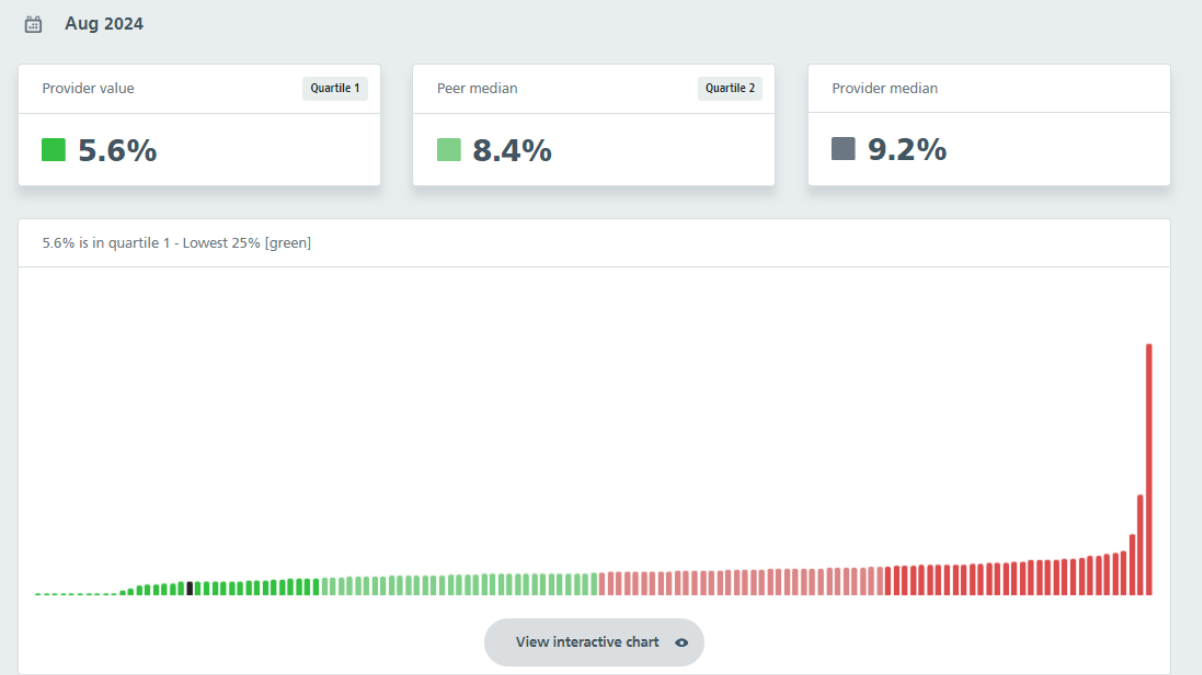 Aug 2024
Provider value
Quartile 1
5.6%
Peer median
Quartile 2
8.4%
Provider median
9.2%
5.6% is in quartile 1 - Lowest 25% [green]
View interactive chart